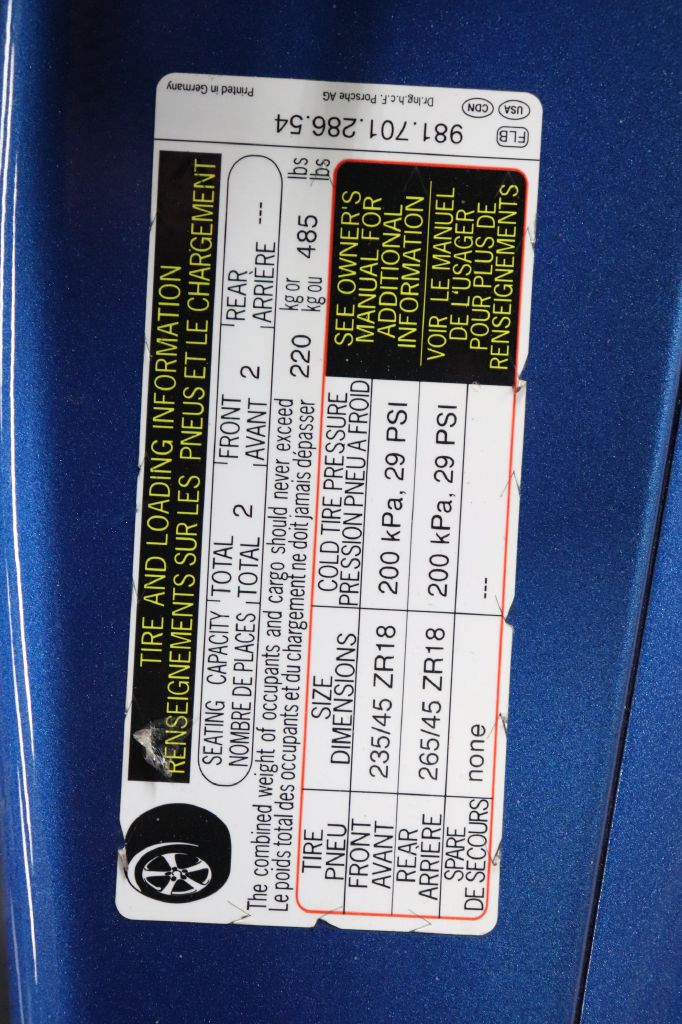 TIRE AND LOADING INFORMATION
RENSEIGNEMENTS SUR LES PNEUS ET LE CHARGEMENT
SEATING CAPACITY TOTAL FRONT REAR
NOMBRE DE PLACES TOTAL 2 AVANT 2 ARRIÈRE ---
The combined weight of occupants and cargo should never exceed 220 kg or 485 lbs
Le poids total des occupants et du chargement ne doit jamais dépasser kg ou lbs
TIRE SIZE COLD TIRE PRESSURE
PNEU DIMENSIONS PRESSION PNEU A FROID
FRONT
AVANT 235/45 ZR18 200 kPa, 29 PSI
REAR
ARRIERE 265/45 ZR18 200 kPa, 29 PSI
SPARE
DE SECOURS none ---
SEE OWNER'S
MANUAL FOR
ADDITIONAL
INFORMATION
VOIR LE MANUEL
DE L'USAGER
POUR PLUS DE
RENSEIGNEMENTS
FLB USA CDN
981.701.286.54
Dr.Ing.h.c.F. Porsche AG
Printed in Germany